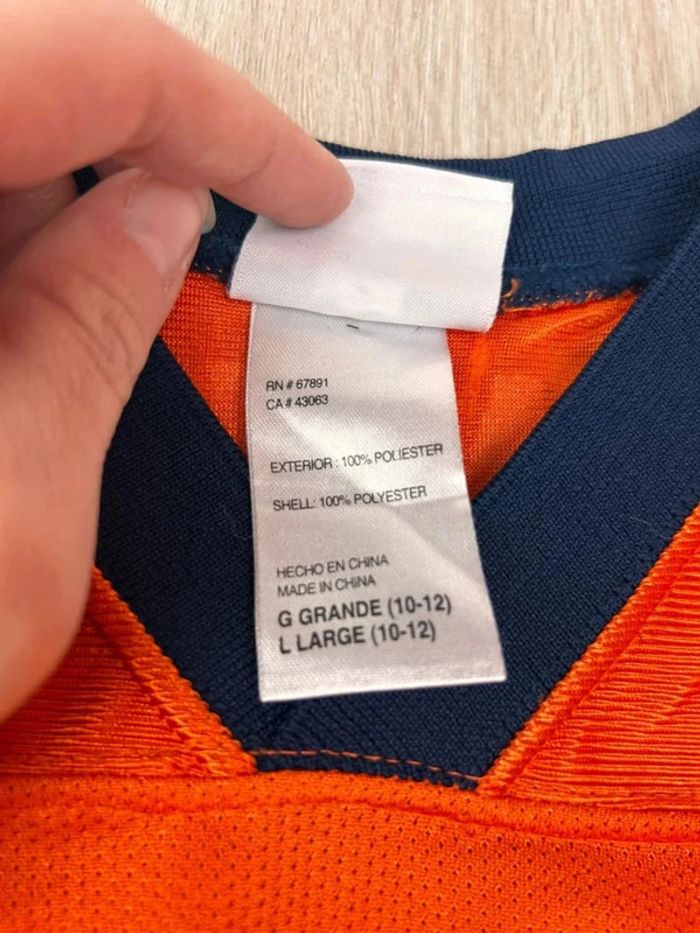 RN # 67891
CA # 43063
EXTERIOR : 100% POLIESTER
SHELL: 100% POLYESTER
HECHO EN CHINA
MADE IN CHINA
G GRANDE (10-12)
L LARGE (10-12)